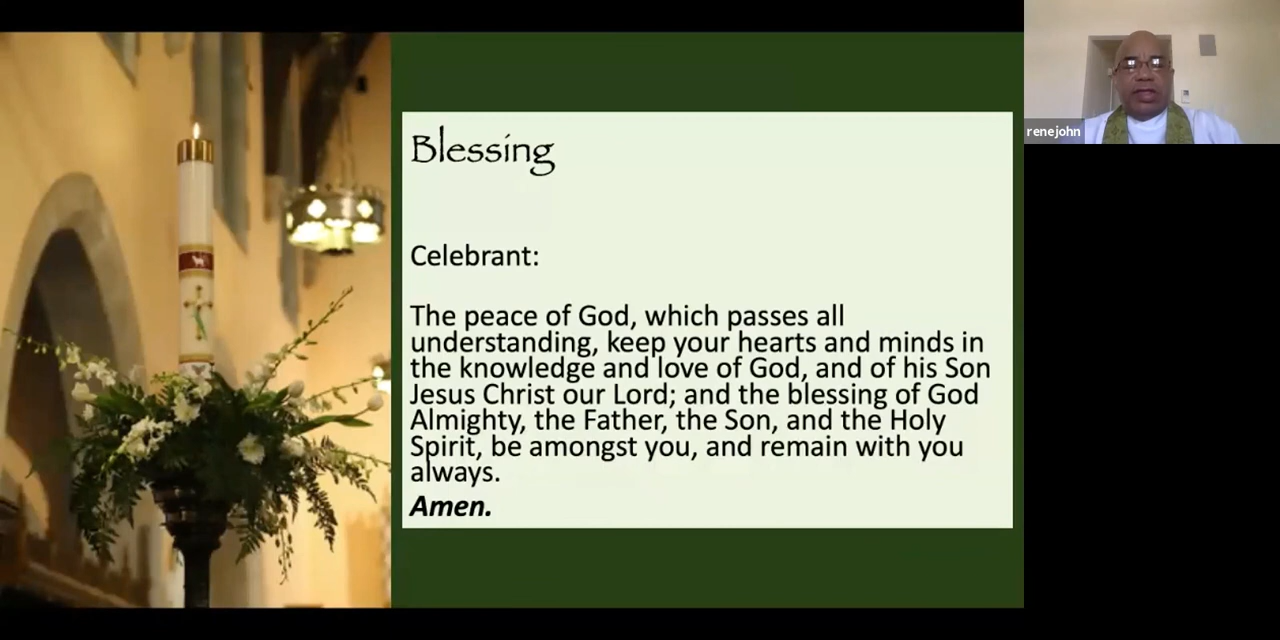 Blessing
Celebrant:
The peace of God, which passes all
understanding, keep your hearts and minds in
the knowledge and love of God, and of his Son
Jesus Christ our Lord; and the blessing of God
Almighty, the Father, the Son, and the Holy
Spirit, be amongst you, and remain with you
always.
Amen.
renejohn